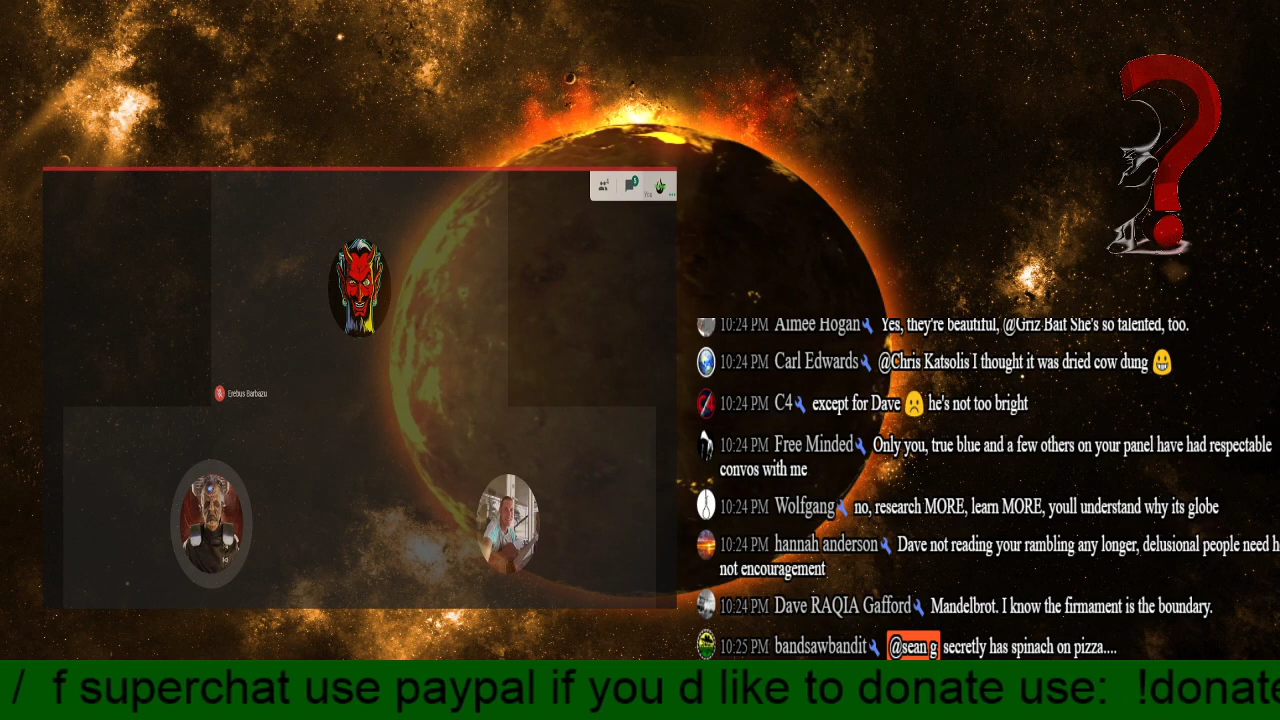 You
Erebus Barbazu
10:24 PM Aimee Hogan Yes, they're beautiful, @Griz Bait She's so talented, too.
10:24 PM Carl Edwards @Chris Katsolis I thought it was dried cow dung 😀
10:24 PM C4 except for Dave 🙁 he's not too bright
10:24 PM Free Minded Only you, true blue and a few others on your panel have had respectable
convos with me
10:24 PM Wolfgang no, research MORE, learn MORE, youll understand why its globe
10:24 PM hannah anderson Dave not reading your rambling any longer, delusional people need h
not encouragement
10:24 PM Dave RAQIA Gafford Mandelbrot. I know the firmament is the boundary.
10:25 PM bandsawbandit @sean g secretly has spinach on pizza....
/ f superchat use paypal if you d like to donate use: !donate